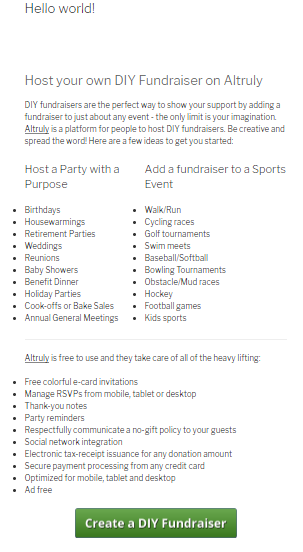 Hello world!
Host your own DIY Fundraiser on Altruly
DIY fundraisers are the perfect way to show your support by adding a
fundraiser to just about any event - the only limit is your imagination.
Altruly is a platform for people to host DIY fundraisers. Be creative and
spread the word! Here are a few ideas to get you started:
Host a Party with a
Purpose
Birthdays
Housewarmings
Retirement Parties
Weddings
Reunions
Baby Showers
Benefit Dinner
Holiday Parties
Cook-offs or Bake Sales
Annual General Meetings
Add a fundraiser to a Sports
Event
Walk/Run
Cycling races
Golf tournaments
Swim meets
Baseball/Softball
Bowling Tournaments
Obstacle/Mud races
Hockey
Football games
Kids sports
Altruly is free to use and they take care of all of the heavy lifting:
Free colorful e-card invitations
Manage RSVPs from mobile, tablet or desktop
Thank-you notes
Party reminders
Respectfully communicate a no-gift policy to your guests
Social network integration
Electronic tax-receipt issuance for any donation amount
Secure payment processing from any credit card
Optimized for mobile, tablet and desktop
Ad free
Create a DIY Fundraiser